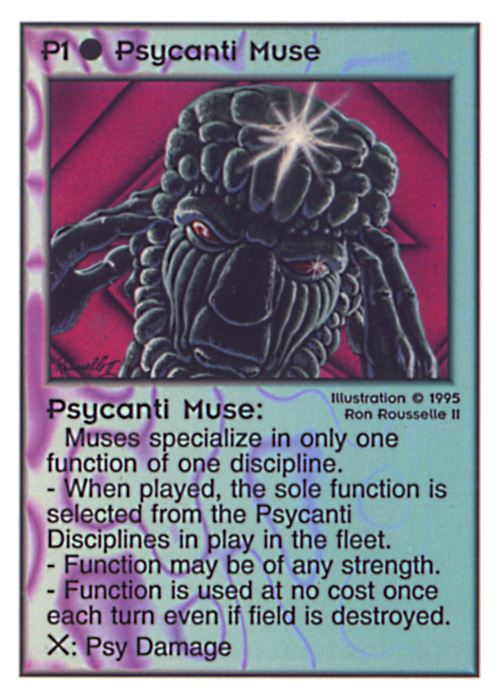 P1 ● Psycanti Muse
Rousselle II
Illustration © 1995
Ron Rousselle II
Psycanti Muse:
Muses specialize in only one
function of one discipline.
- When played, the sole function is
selected from the Psycanti
Disciplines in play in the fleet.
- Function may be of any strength.
- Function is used at no cost once
each turn even if field is destroyed.
X: Psy Damage